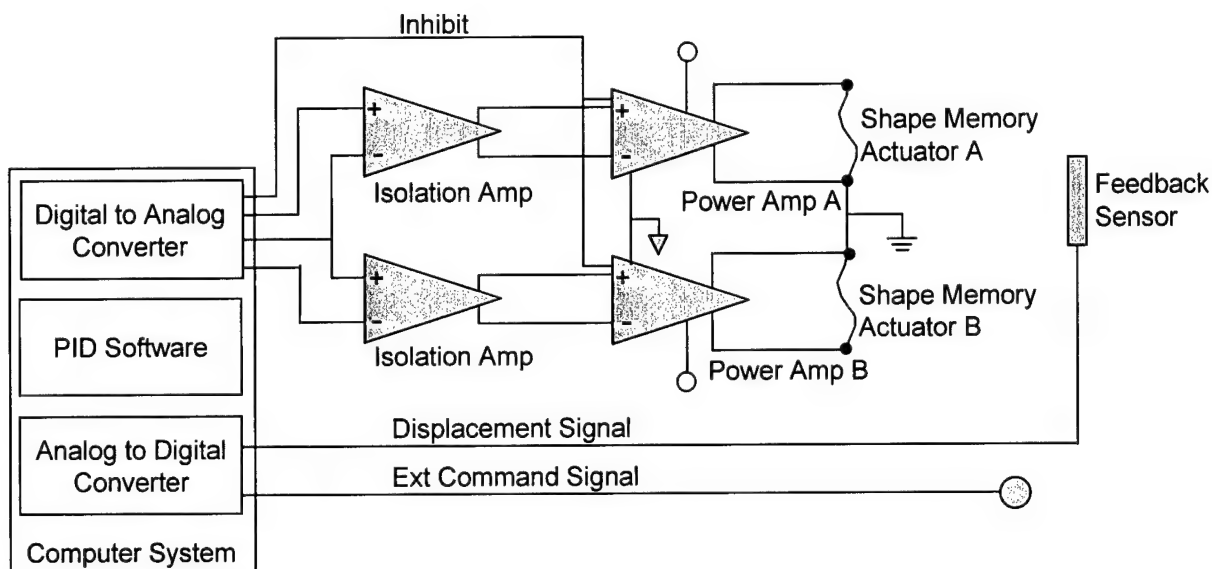 Inhibit
+
-
Isolation Amp
+
-
Power Amp A
Shape Memory
Actuator A
Feedback
Sensor
Digital to Analog
Converter
+
-
Isolation Amp
+
-
Power Amp B
Shape Memory
Actuator B
PID Software
Analog to Digital
Converter
Displacement Signal
Ext Command Signal
Computer System